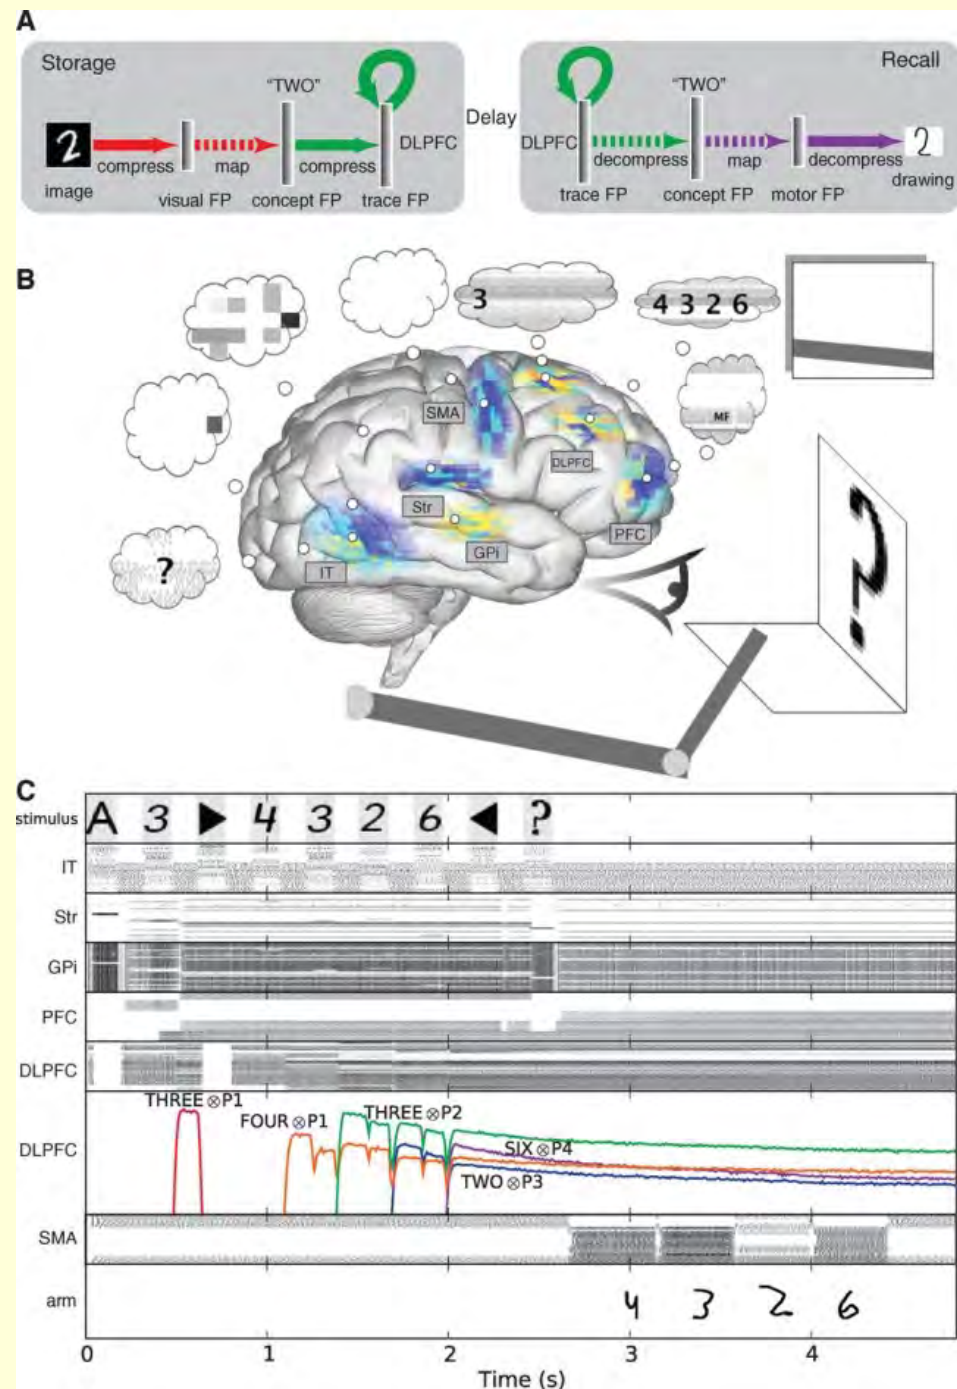 A
Storage
"TWO"
DLPFC
2
compress
map
compress
image
visual FP
concept FP
trace FP
Delay
Recall
"TWO"
DLPFC
decompress
map
decompress
2
drawing
trace FP
concept FP
motor FP
B
3
4 3 2 6
MF
SMA
DLPFC
Str
GPi
PFC
IT
?
?
C
stimulus
A 3 ▶ 4 3 2 6 ◀ ?
IT
Str
GPi
PFC
DLPFC
DLPFC
THREE⊗P1
FOUR⊗P1
THREE⊗P2
SIX⊗P4
TWO⊗P3
SMA
arm
4 3 2 6
0 1 2 3 4
Time (s)